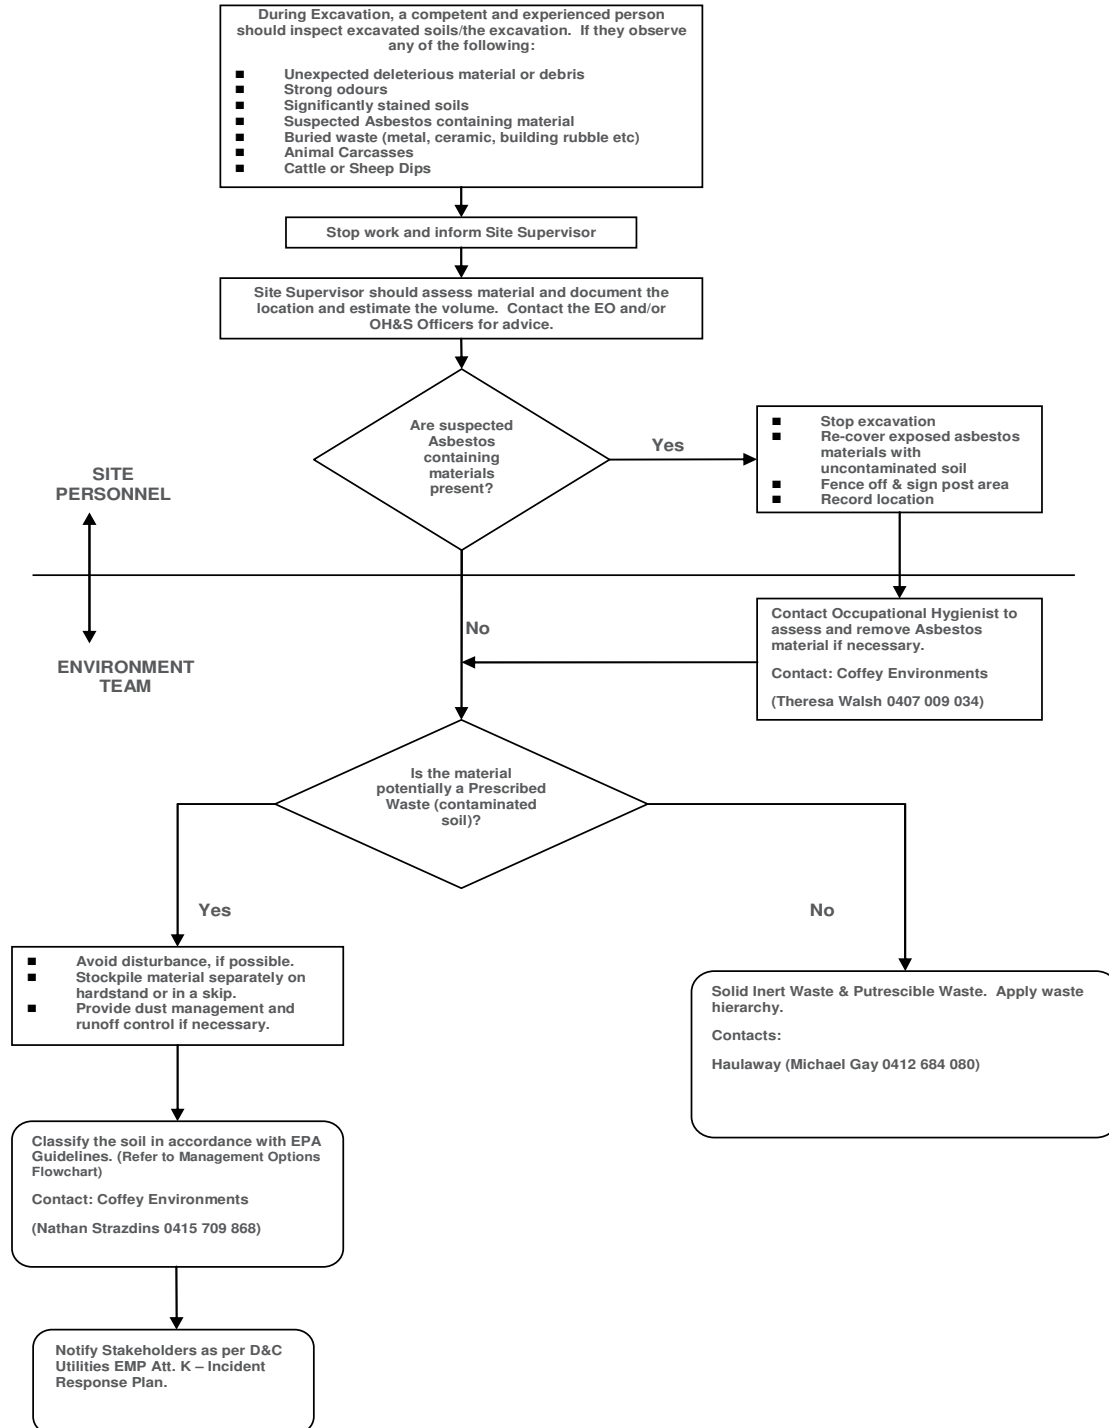 During Excavation, a competent and experienced person
should inspect excavated soils/the excavation.  If they observe
any of the following:
■ Unexpected deleterious material or debris
■ Strong odours
■ Significantly stained soils
■ Suspected Asbestos containing material
■ Buried waste (metal, ceramic, building rubble etc)
■ Animal Carcasses
■ Cattle or Sheep Dips
Stop work and inform Site Supervisor
Site Supervisor should assess material and document the
location and estimate the volume.  Contact the EO and/or
OH&S Officers for advice.
Are suspected
Asbestos
containing
materials
present?
Yes
■ Stop excavation
■ Re-cover exposed asbestos
materials with
uncontaminated soil
■ Fence off & sign post area
■ Record location
SITE
PERSONNEL
ENVIRONMENT
TEAM
No
Contact Occupational Hygienist to
assess and remove Asbestos
material if necessary.
Contact: Coffey Environments
(Theresa Walsh 0407 009 034)
Is the material
potentially a Prescribed
Waste (contaminated
soil)?
Yes
No
■ Avoid disturbance, if possible.
■ Stockpile material separately on
hardstand or in a skip.
■ Provide dust management and
runoff control if necessary.
Solid Inert Waste & Putrescible Waste.  Apply waste
hierarchy.
Contacts:
Haulaway (Michael Gay 0412 684 080)
Classify the soil in accordance with EPA
Guidelines. (Refer to Management Options
Flowchart)
Contact: Coffey Environments
(Nathan Strazdins 0415 709 868)
Notify Stakeholders as per D&C
Utilities EMP Att. K – Incident
Response Plan.